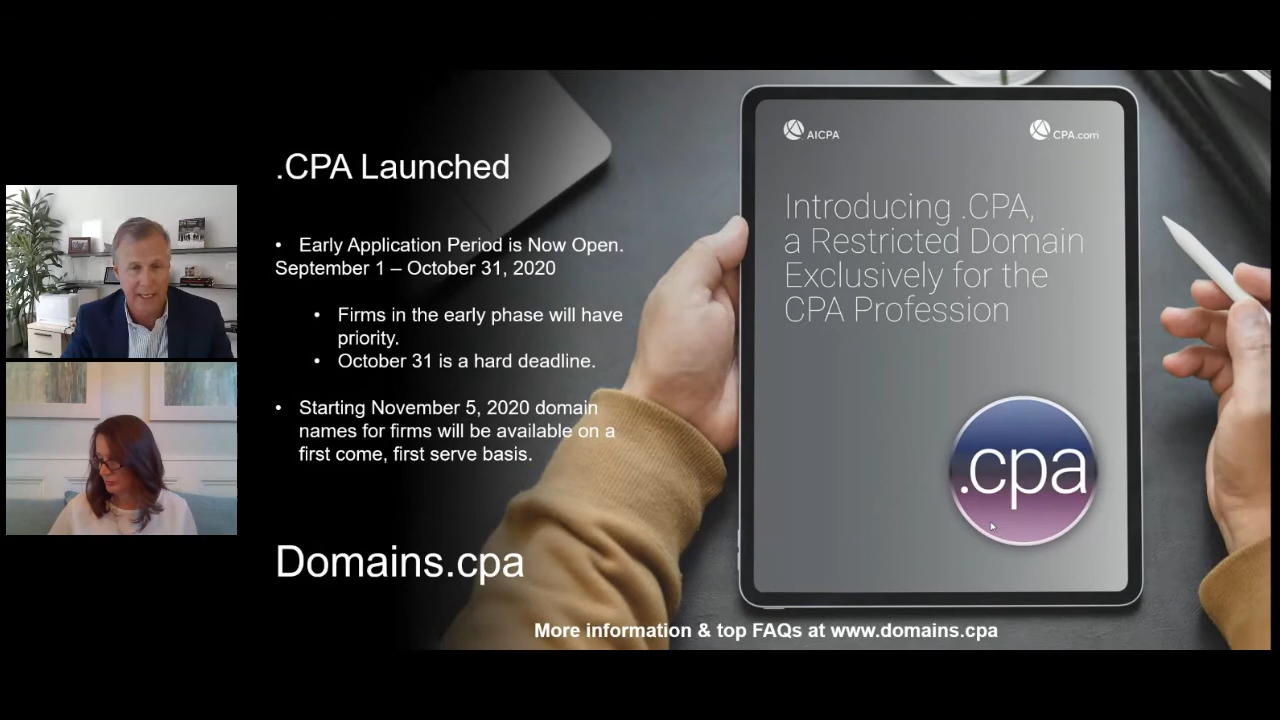 .CPA Launched
• Early Application Period is Now Open.
September 1 – October 31, 2020
• Firms in the early phase will have
priority.
• October 31 is a hard deadline.
• Starting November 5, 2020 domain
names for firms will be available on a
first come, first serve basis.
Domains.cpa
AICPA
CPA.com
Introducing .CPA,
a Restricted Domain
Exclusively for the
CPA Profession
.cpa
More information & top FAQs at www.domains.cpa